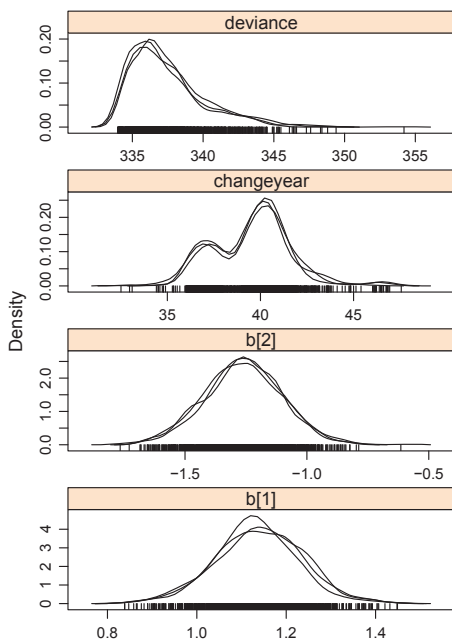 deviance
0.00 0.10 0.20
335 340 345 350 355
changeyear
0.00 0.10 0.20
35 40 45
Density
b[2]
0.0 1.0 2.0
−1.5 −1.0 −0.5
b[1]
0 1 2 3 4
0.8 1.0 1.2 1.4